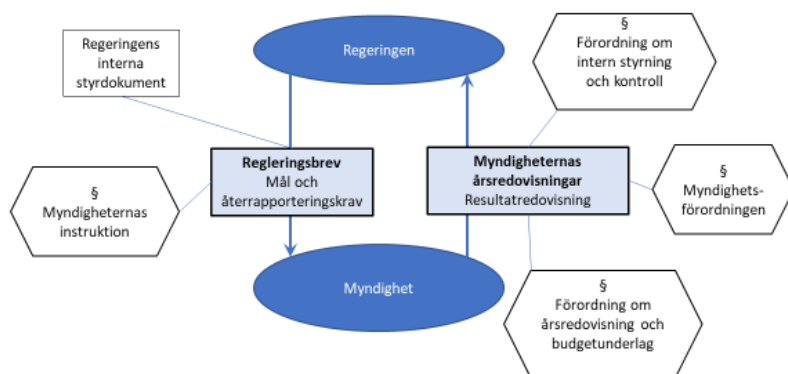 Regeringens
interna
styrdokument
Regeringen
§
Förordning om
intern styrning
och kontroll
Regleringsbrev
Mål och
återrapporteringskrav
Myndigheternas
årsredovisningar
Resultatredovisning
§
Myndigheternas
instruktion
§
Myndighets-
förordningen
Myndighet
§
Förordning om
årsredovisning och
budgetunderlag